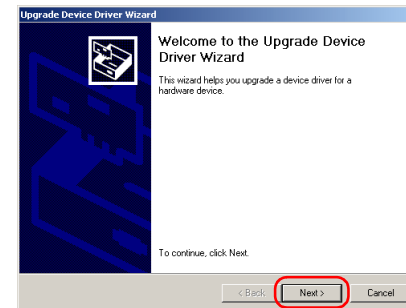 Upgrade Device Driver Wizard
Welcome to the Upgrade Device
Driver Wizard
This wizard helps you upgrade a device driver for a
hardware device.
To continue, click Next.
< Back
Next >
Cancel